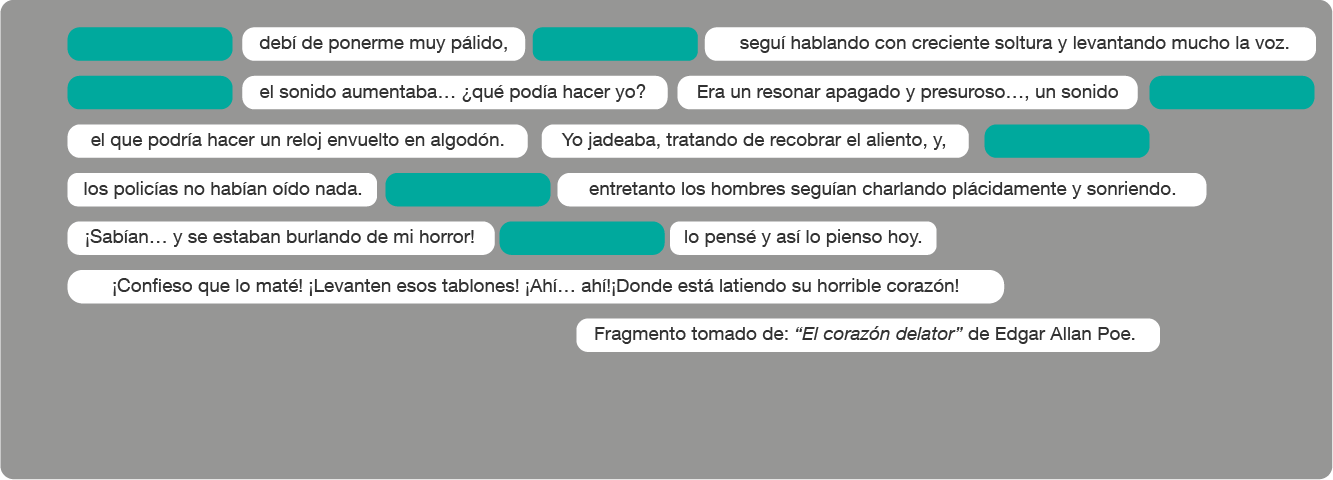 debí de ponerme muy pálido, seguí hablando con creciente soltura y levantando mucho la voz.
el sonido aumentaba… ¿qué podía hacer yo? Era un resonar apagado y presuroso…, un sonido
el que podría hacer un reloj envuelto en algodón. Yo jadeaba, tratando de recobrar el aliento, y,
los policías no habían oído nada. entretanto los hombres seguían charlando plácidamente y sonriendo.
¡Sabían… y se estaban burlando de mi horror! lo pensé y así lo pienso hoy.
¡Confieso que lo maté! ¡Levanten esos tablones! ¡Ahí… ahí!¡Donde está latiendo su horrible corazón!
Fragmento tomado de: “El corazón delator” de Edgar Allan Poe.